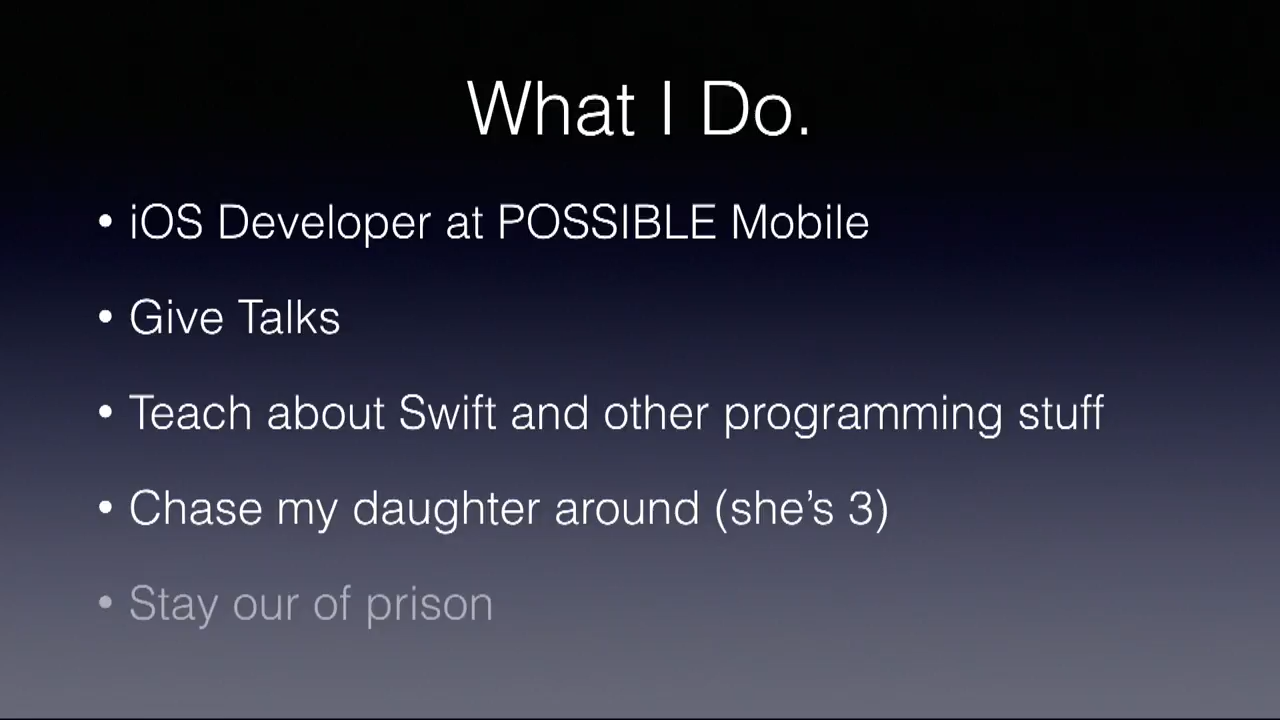 What I Do.
• iOS Developer at POSSIBLE Mobile
• Give Talks
• Teach about Swift and other programming stuff
• Chase my daughter around (she’s 3)
• Stay our of prison